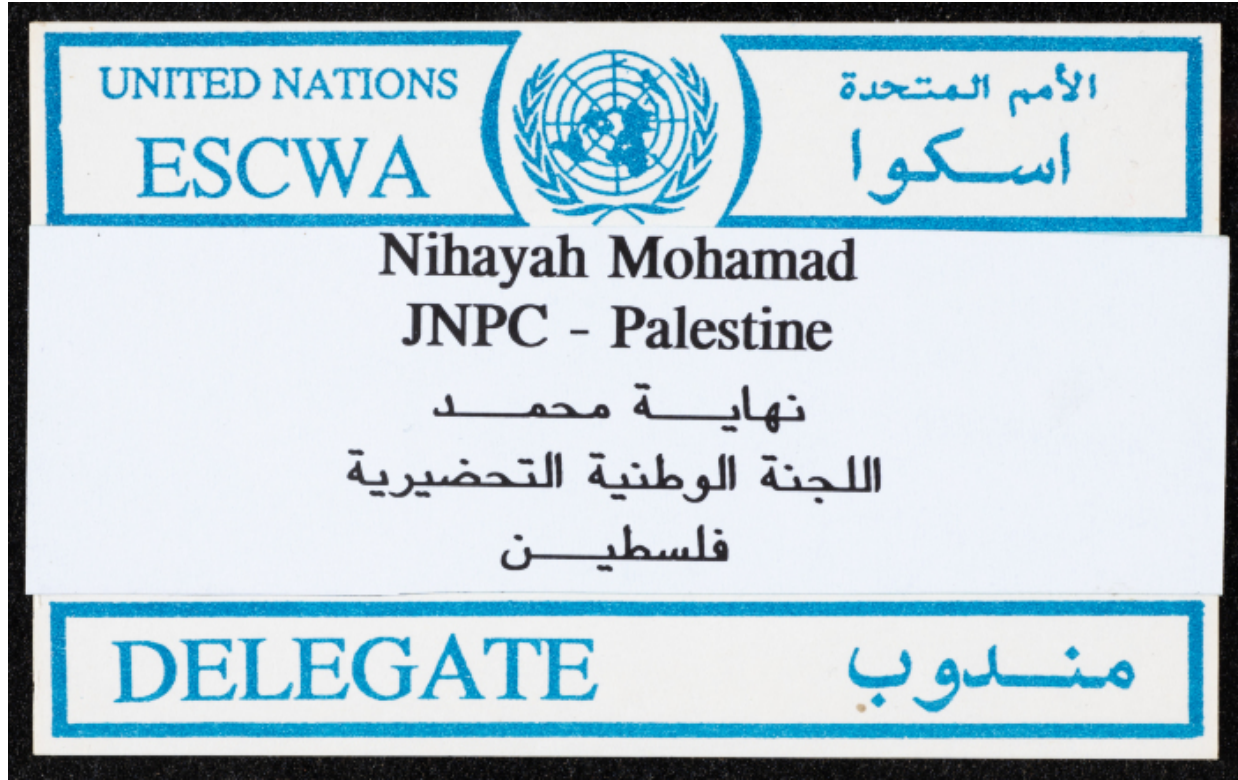 UNITED NATIONS
ESCWA
الأمم المتحدة
اسكوا
Nihayah Mohamad
JNPC - Palestine
نهايـــة محمـــد
اللجنة الوطنية التحضيرية
فلسطيـــن
DELEGATE
منـــدوب